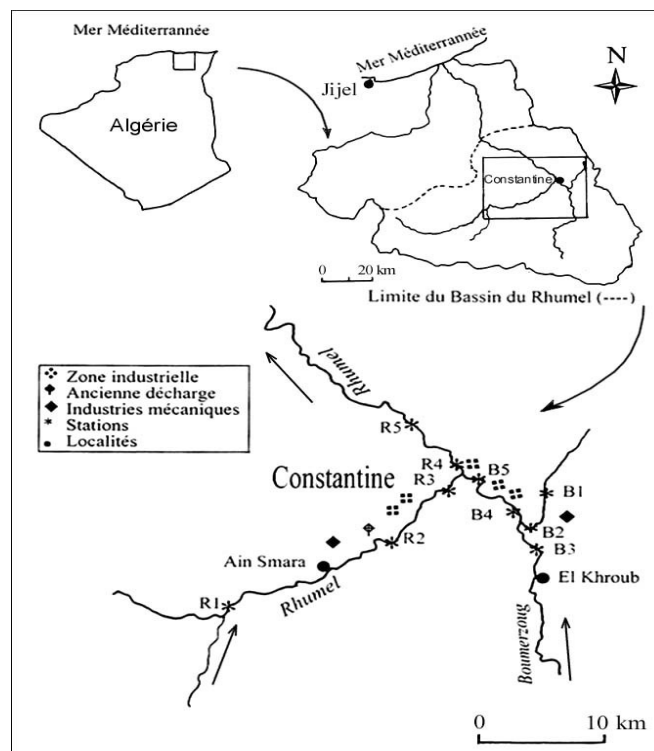 Mer Méditerrannée
Algérie
Mer Méditerrannée
Jijel
N
Constantine
0 20 km
Limite du Bassin du Rhumel (----)
Zone industrielle
Ancienne décharge
Industries mécaniques
Stations
Localités
Rhumel
R5
R4
B5
Constantine
R3
B1
B4
B2
R2
B3
Ain Smara
El Khroub
Rhumel
R1
Boumerzoug
0 10 km